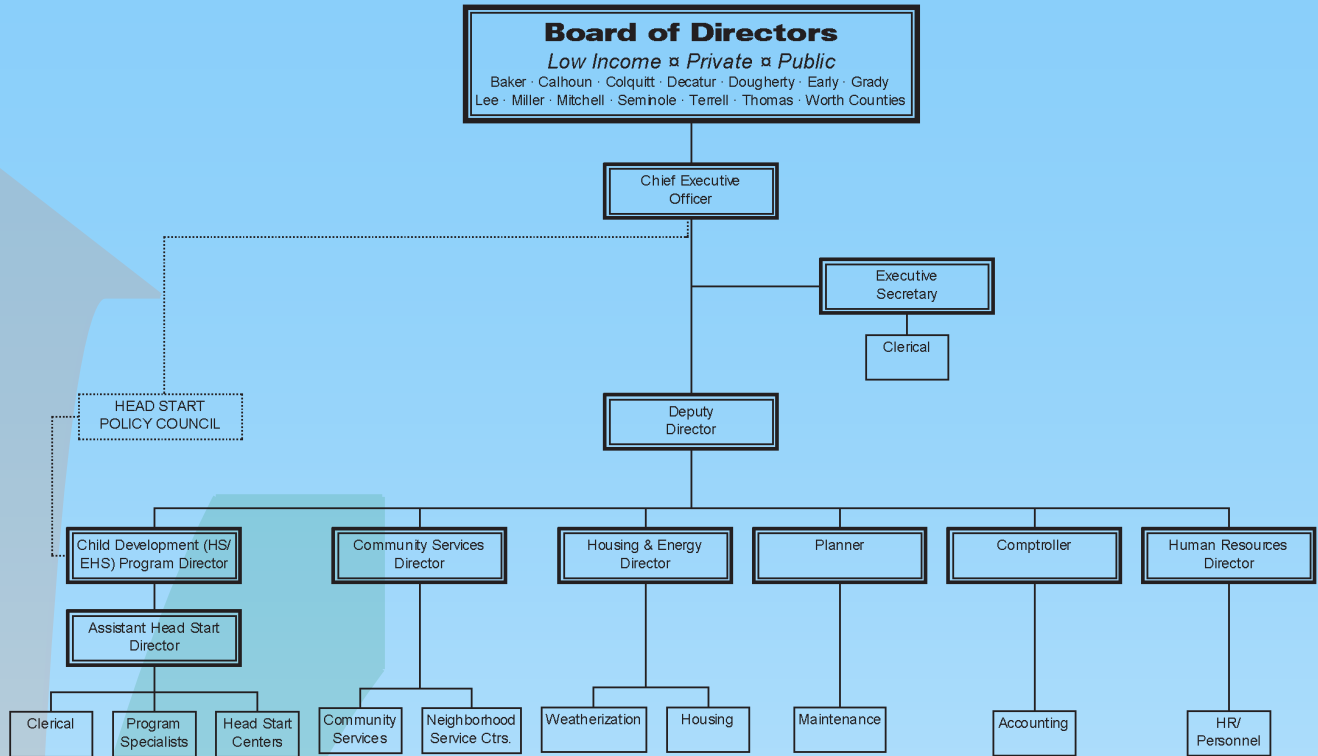 Board of Directors
Low Income ¤ Private ¤ Public
Baker · Calhoun · Colquitt · Decatur · Dougherty · Early · Grady
Lee · Miller · Mitchell · Seminole · Terrell · Thomas · Worth Counties
Chief Executive
Officer
Executive
Secretary
Clerical
HEAD START
POLICY COUNCIL
Deputy
Director
Child Development (HS/
EHS) Program Director
Community Services
Director
Housing & Energy
Director
Planner
Comptroller
Human Resources
Director
Assistant Head Start
Director
Clerical
Program
Specialists
Head Start
Centers
Community
Services
Neighborhood
Service Ctrs.
Weatherization
Housing
Maintenance
Accounting
HR/
Personnel